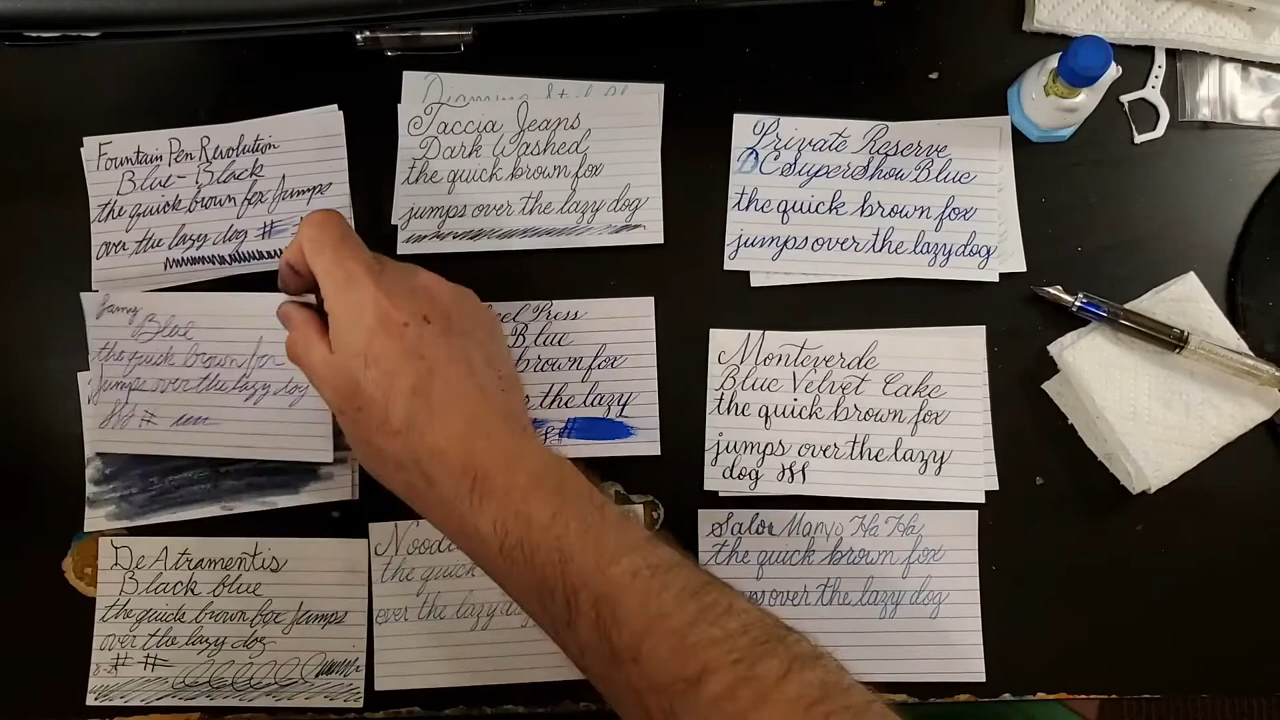 Fountain Pen Revolution
Blue-Black
the quick brown fox jumps
over the lazy dog #
Taccia Jeans
Dark Washed
the quick brown fox
jumps over the lazy dog
Private Reserve
DC SuperShow Blue
the quick brown fox
jumps over the lazy dog
Lamy
Blue
the quick brown fox
jumps over the lazy dog
#
Press
Blue
brown fox
the lazy
Monteverde
Blue Velvet Cake
the quick brown fox
jumps over the lazy
dog
De Atramentis
Black blue
the quick brown fox jumps
over the lazy dog
# #
the quick
over the lazy
Sailor Manyo Ha Ha
the quick brown fox
over the lazy dog